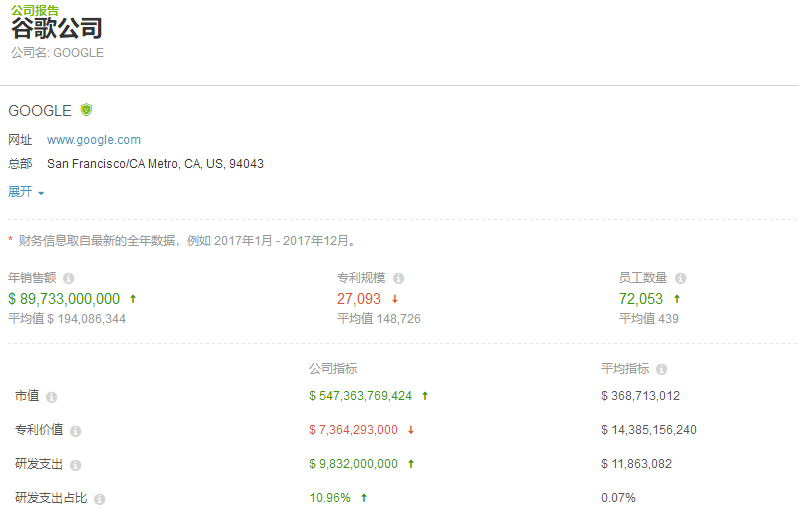 公司报告
谷歌公司
公司名: GOOGLE
GOOGLE
网址 www.google.com
总部 San Francisco/CA Metro, CA, US, 94043
展开
* 财务信息取自最新的全年数据，例如 2017年1月 - 2017年12月。
年销售额 专利规模 员工数量
$ 89,733,000,000 ↑ 27,093 ↓ 72,053 ↑
平均值 $ 194,086,344 平均值 148,726 平均值 439
公司指标 平均指标
市值 $ 547,363,769,424 ↑ $ 368,713,012
专利价值 $ 7,364,293,000 ↓ $ 14,385,156,240
研发支出 $ 9,832,000,000 ↑ $ 11,863,082
研发支出占比 10.96% ↑ 0.07%